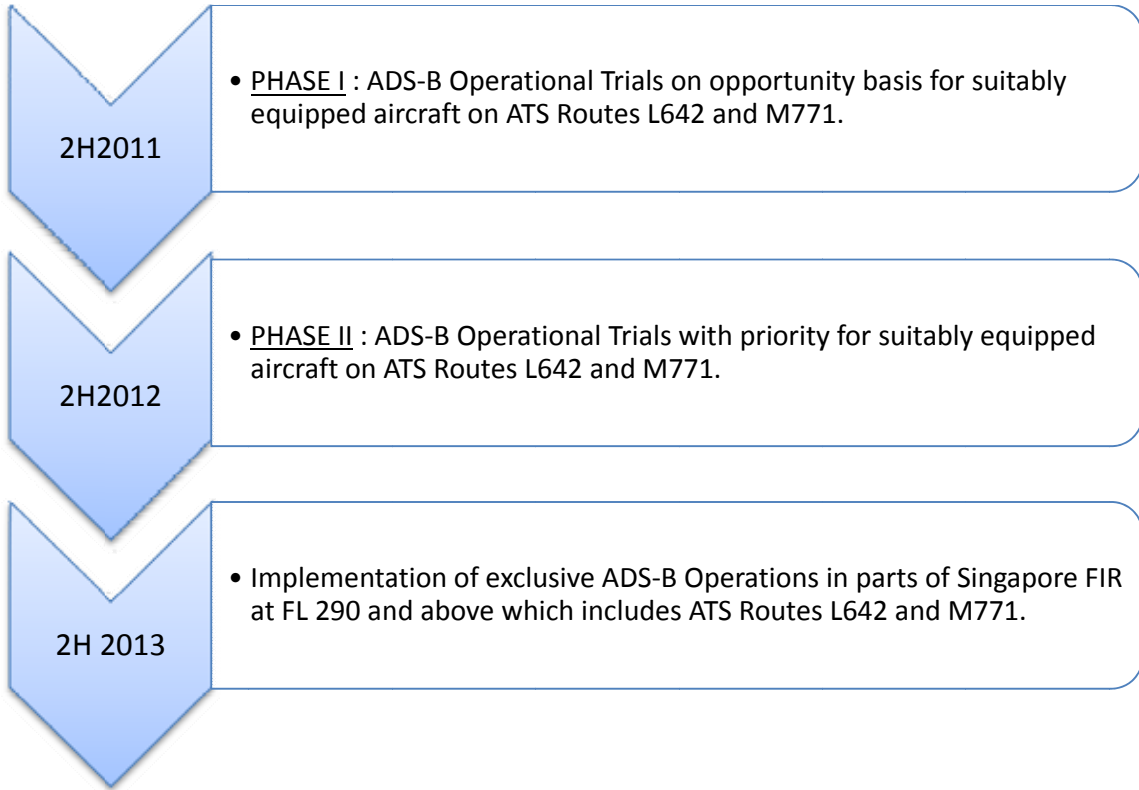 2H2011
• PHASE I : ADS-B Operational Trials on opportunity basis for suitably
equipped aircraft on ATS Routes L642 and M771.
2H2012
• PHASE II : ADS-B Operational Trials with priority for suitably equipped
aircraft on ATS Routes L642 and M771.
2H 2013
• Implementation of exclusive ADS-B Operations in parts of Singapore FIR
at FL 290 and above which includes ATS Routes L642 and M771.